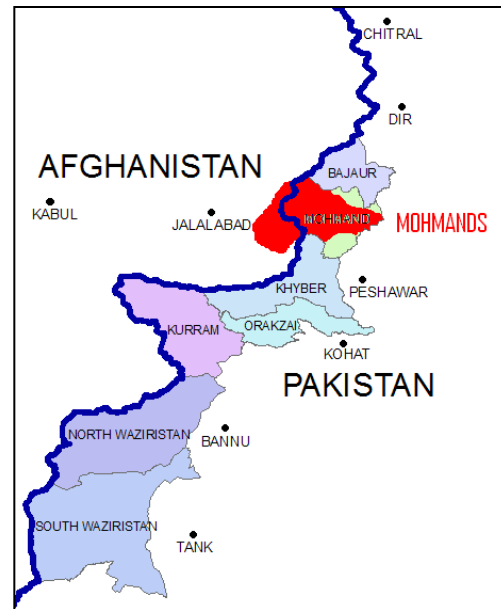 CHITRAL
DIR
AFGHANISTAN
BAJAUR
KABUL
JALALABAD
MOHMAND
MOHMANDS
KHYBER
PESHAWAR
KURRAM
ORAKZAI
KOHAT
PAKISTAN
NORTH WAZIRISTAN
BANNU
SOUTH WAZIRISTAN
TANK